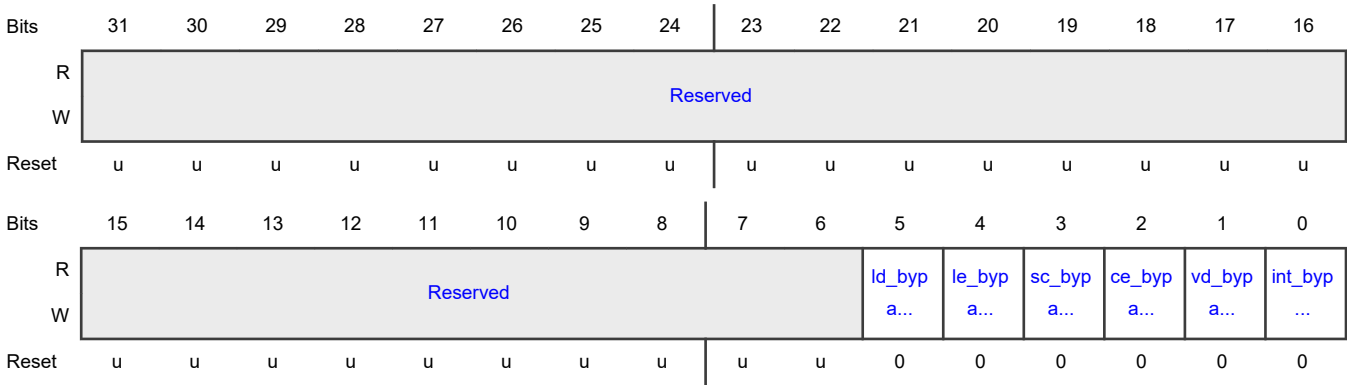 Bits 31 30 29 28 27 26 25 24 23 22 21 20 19 18 17 16
R
Reserved
W
Reset u u u u u u u u u u u u u u u u
Bits 15 14 13 12 11 10 9 8 7 6 5 4 3 2 1 0
R ld_byp le_byp sc_byp ce_byp vd_byp int_byp
Reserved
W a... a... a... a... a... ...
Reset u u u u u u u u u u 0 0 0 0 0 0